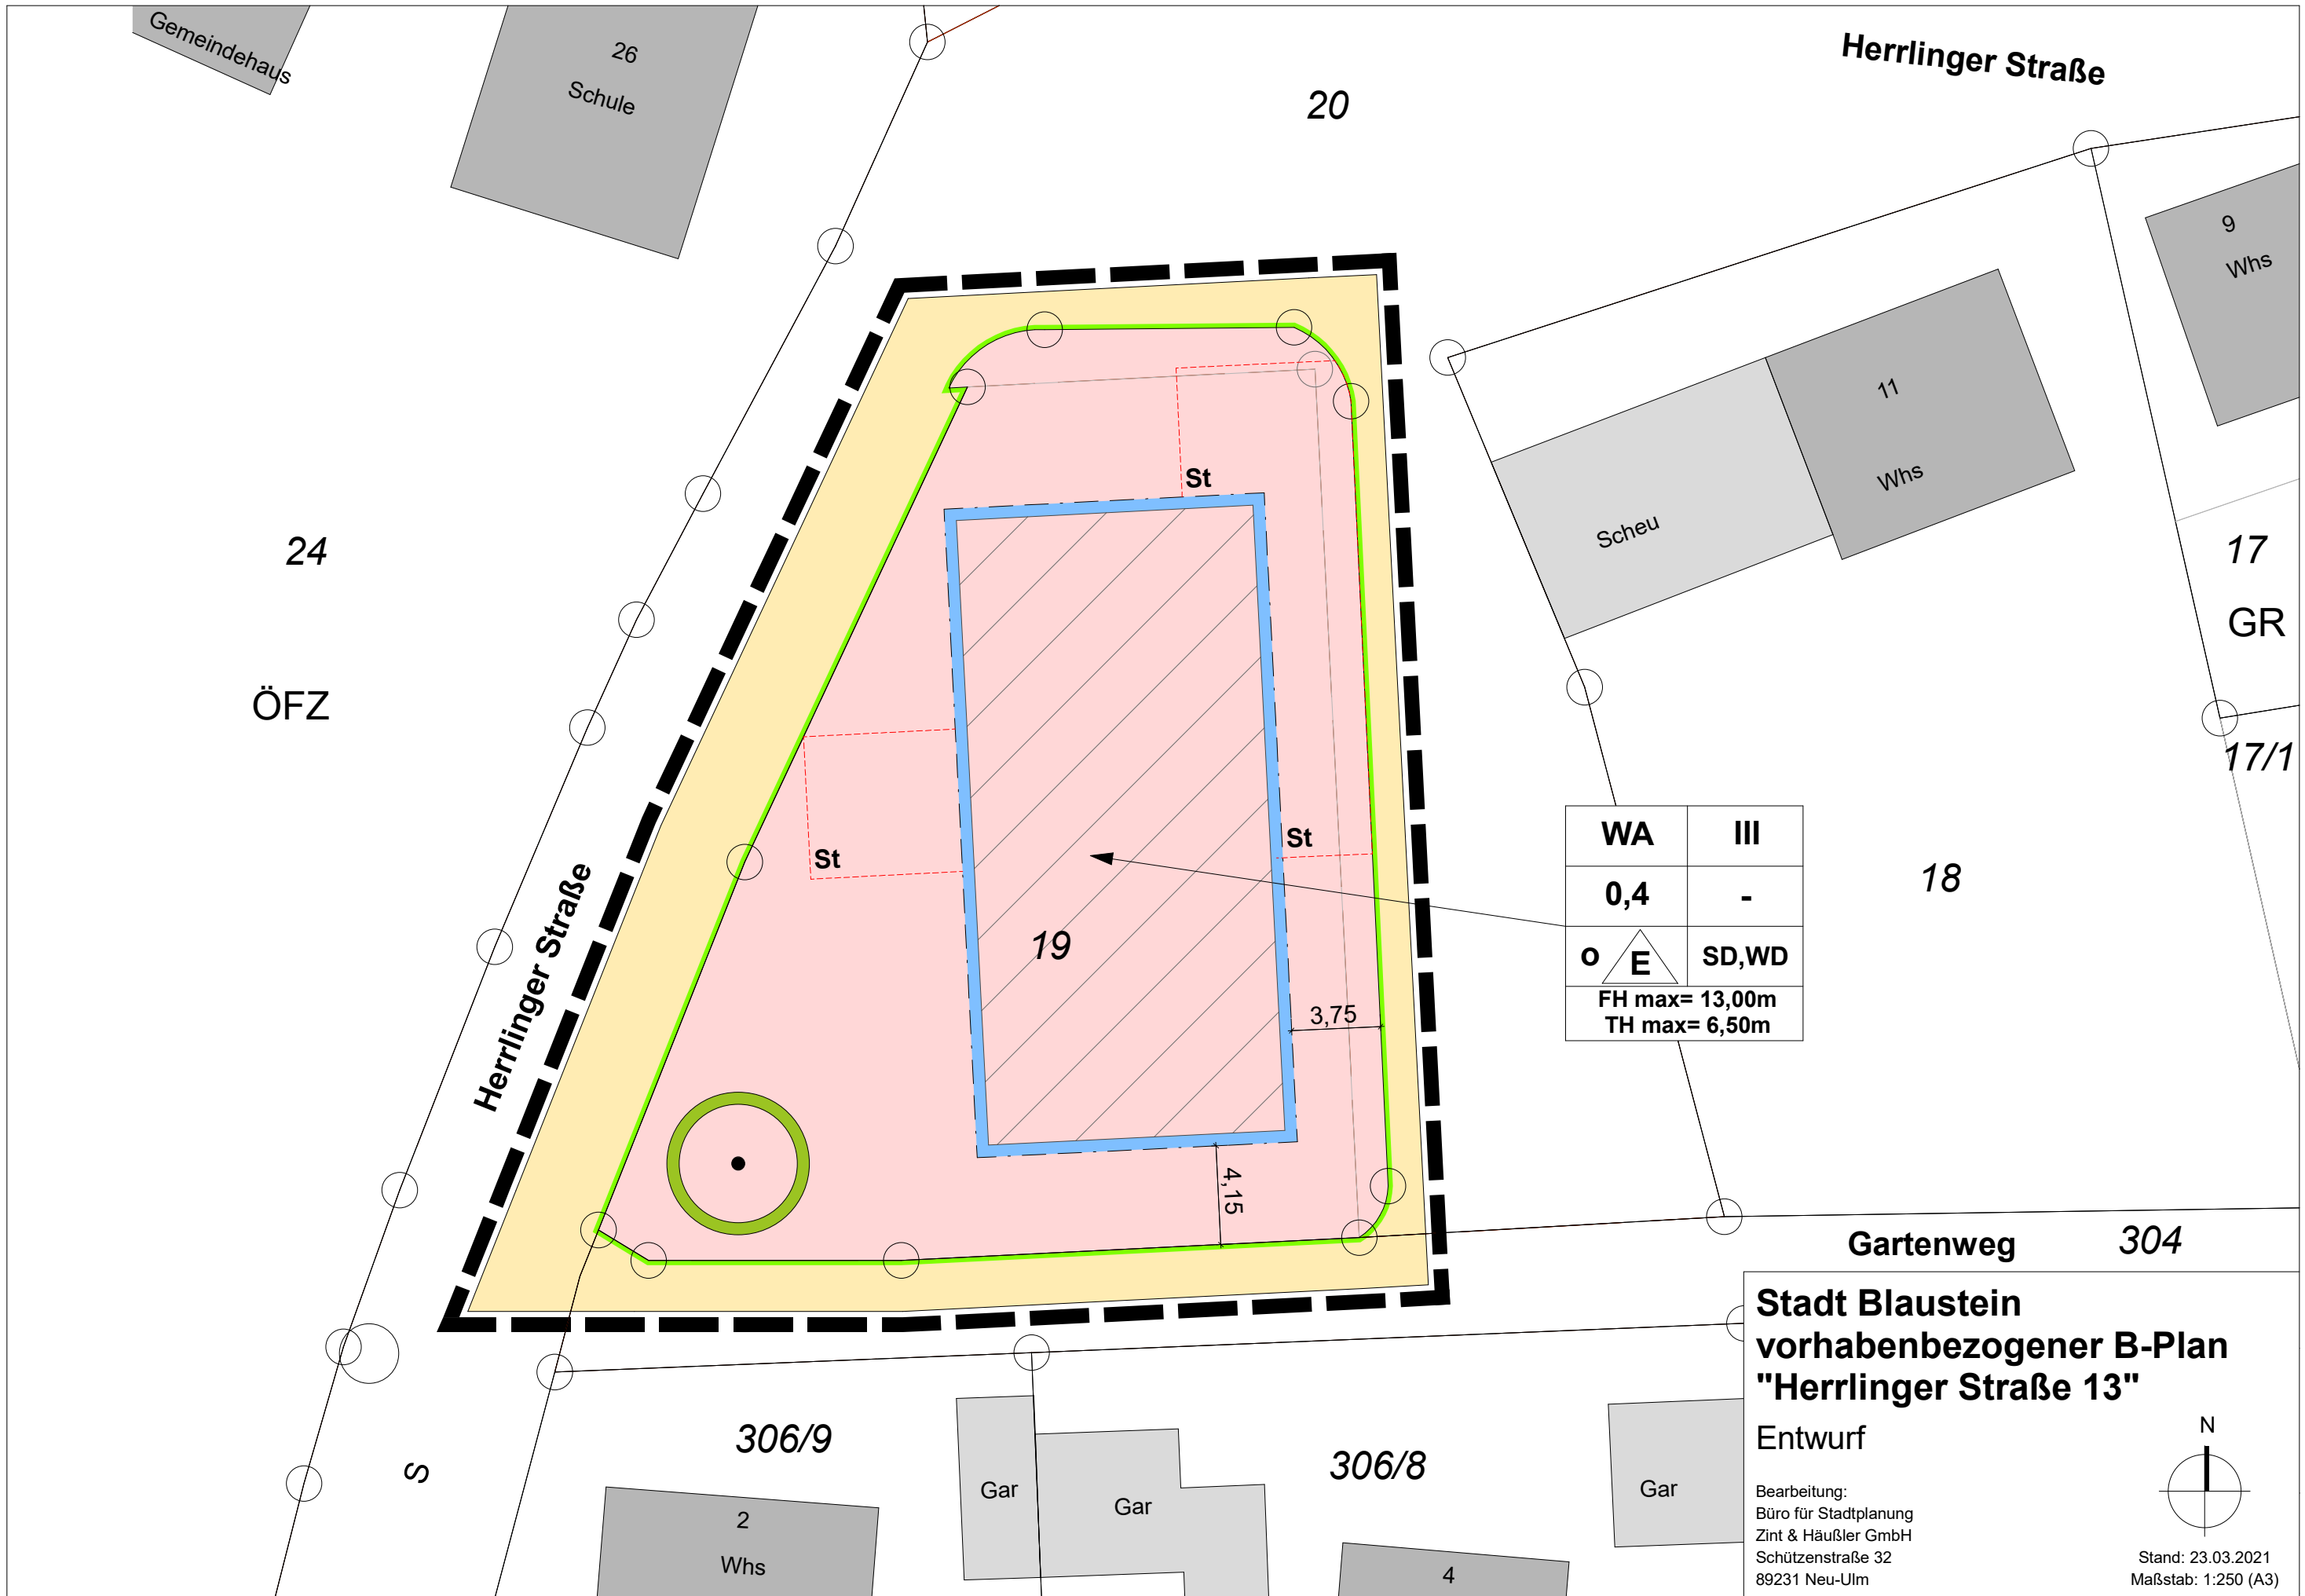 Gemeindehaus
26
Schule
20
Herrlinger Straße
9
Whs
11
Whs
Scheu
St
24
ÖFZ
17
GR
17/1
St
St
WA III
0,4 -
o E SD,WD
FH max= 13,00m
TH max= 6,50m
18
19
Herrlinger Straße
3,75
4,15
Gartenweg 304
Stadt Blaustein
vorhabenbezogener B-Plan
"Herrlinger Straße 13"
Entwurf
N
Bearbeitung:
Büro für Stadtplanung
Zint & Häußler GmbH
Schützenstraße 32
89231 Neu-Ulm
Stand: 23.03.2021
Maßstab: 1:250 (A3)
306/9
306/8
S
Gar
Gar
Gar
2
Whs
4